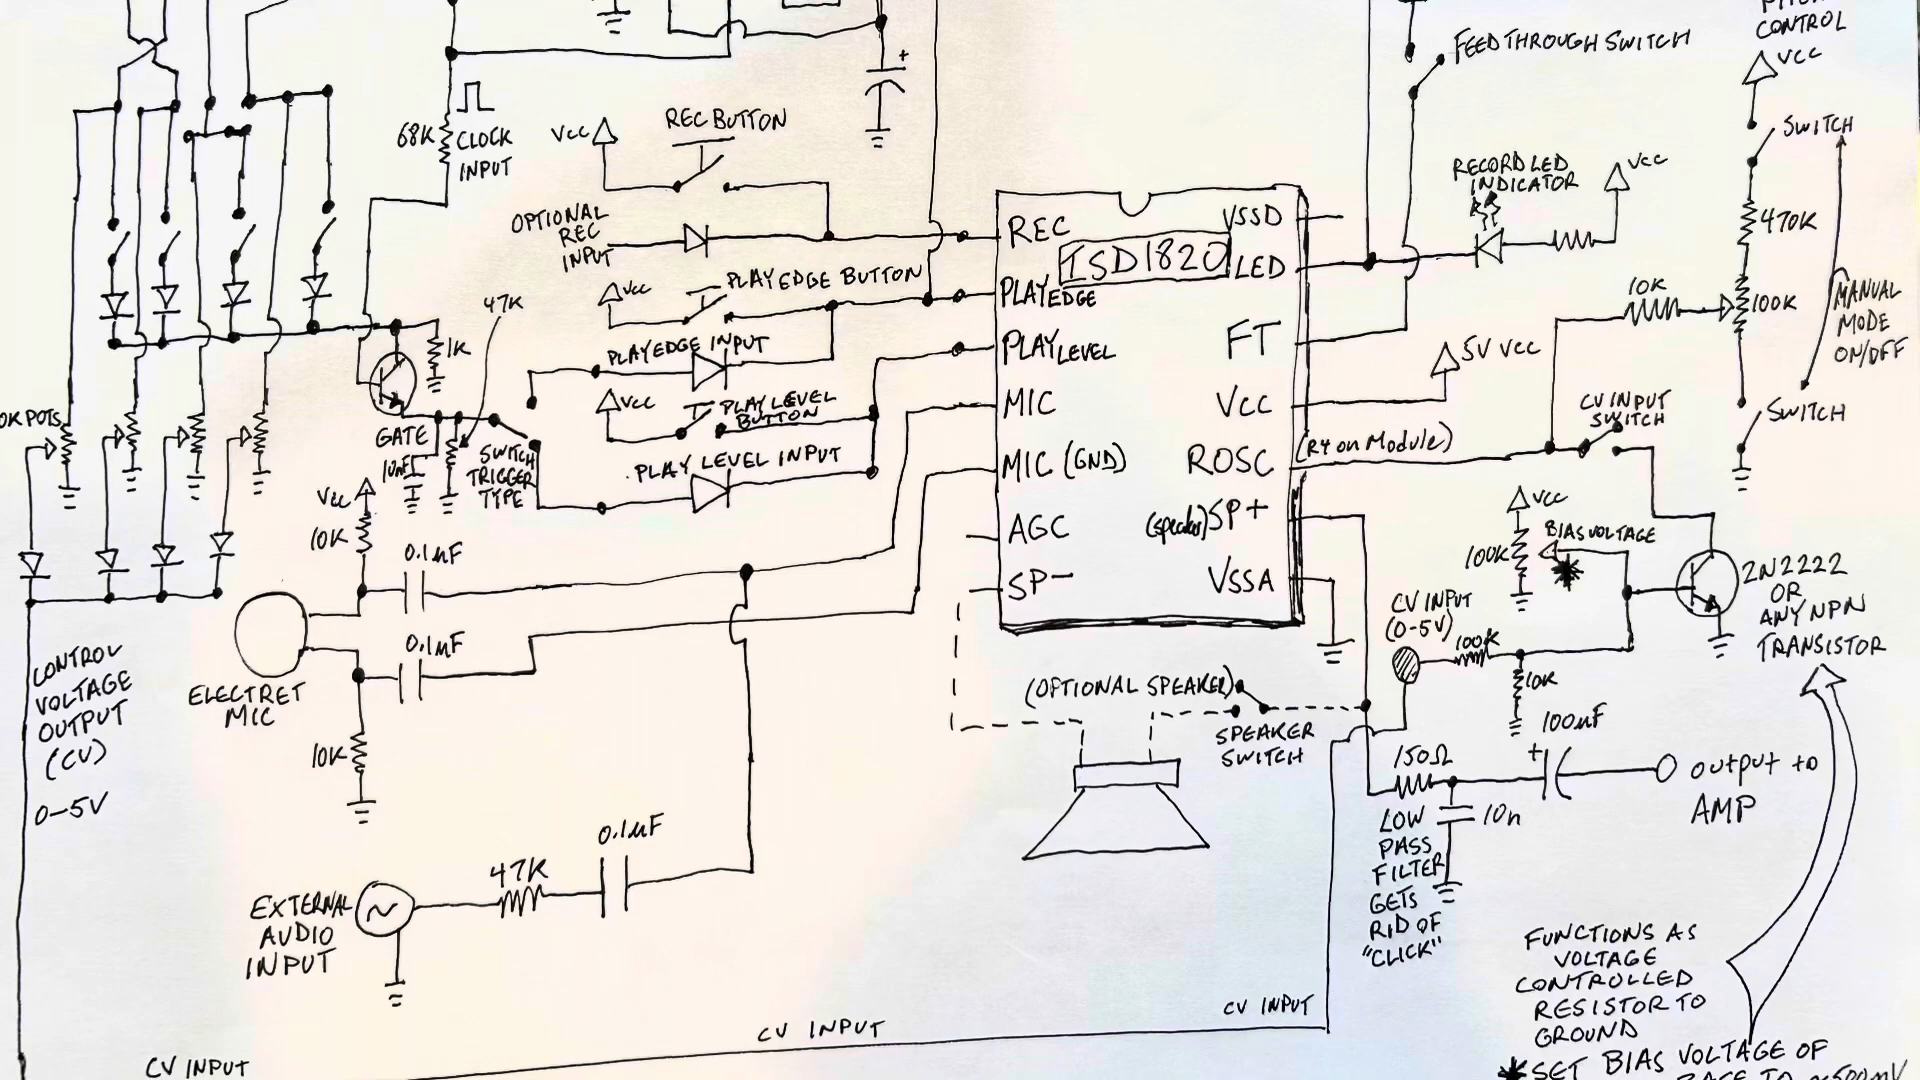 CONTROL
VCC
FEEDTHROUGH SWITCH
SWITCH
68K
CLOCK
INPUT
VCC
REC BUTTON
RECORD LED
INDICATOR
VCC
OPTIONAL
REC
INPUT
REC
VSSD
ISD1820
LED
470K
PLAYEDGE BUTTON
VCC
47K
PLAYEDGE
10K
100K
MANUAL
MODE
ON/OFF
1K
PLAYEDGE INPUT
PLAYLEVEL
FT
5V VCC
VCC
PLAY LEVEL
BUTTON
MIC
VCC
CV INPUT
SWITCH
SWITCH
0K POTS
GATE
10nF
SWITCH
TRIGGER
TYPE
PLAY LEVEL INPUT
MIC (GND)
ROSC
(R4 on Module)
VCC
10K
0.1uF
AGC
(speaker) SP+
VCC
BIAS VOLTAGE
100K
SP-
VSSA
2N2222
OR
ANY NPN
TRANSISTOR
CV INPUT
(0-5V)
100K
10K
CONTROL
VOLTAGE
OUTPUT
(CV)
0-5V
ELECTRET
MIC
0.1uF
10K
(OPTIONAL SPEAKER)
SPEAKER
SWITCH
100uF
+
150Ω
OUTPUT to
AMP
LOW
PASS
FILTER
GETS
RID OF
"CLICK"
10n
0.1uF
47K
EXTERNAL
AUDIO
INPUT
FUNCTIONS AS
VOLTAGE
CONTROLLED
RESISTOR TO
GROUND
CV INPUT
CV INPUT
CV INPUT
SET BIAS VOLTAGE OF